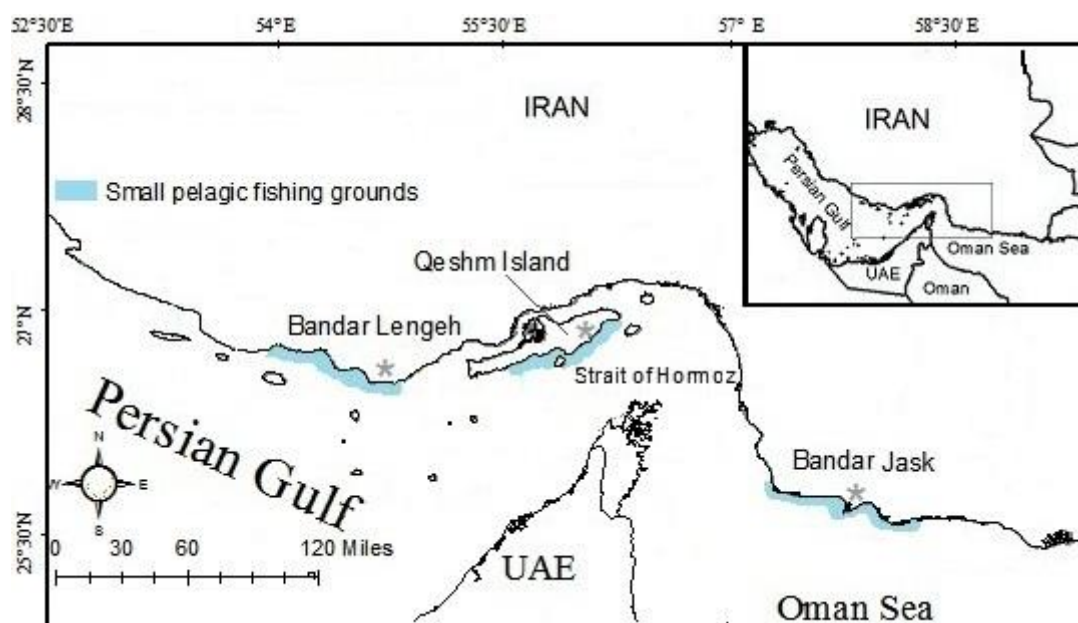 52°30'E
54°E
55°30'E
57° E
58°30'E
28°30'N
27°N
25°30'N
IRAN
Small pelagic fishing grounds
Qeshm Island
Bandar Lengeh
Strait of Hormoz
Persian Gulf
Bandar Jask
N
W
E
S
0 30 60 120 Miles
UAE
Oman Sea
IRAN
Persian Gulf
Oman Sea
UAE
Oman